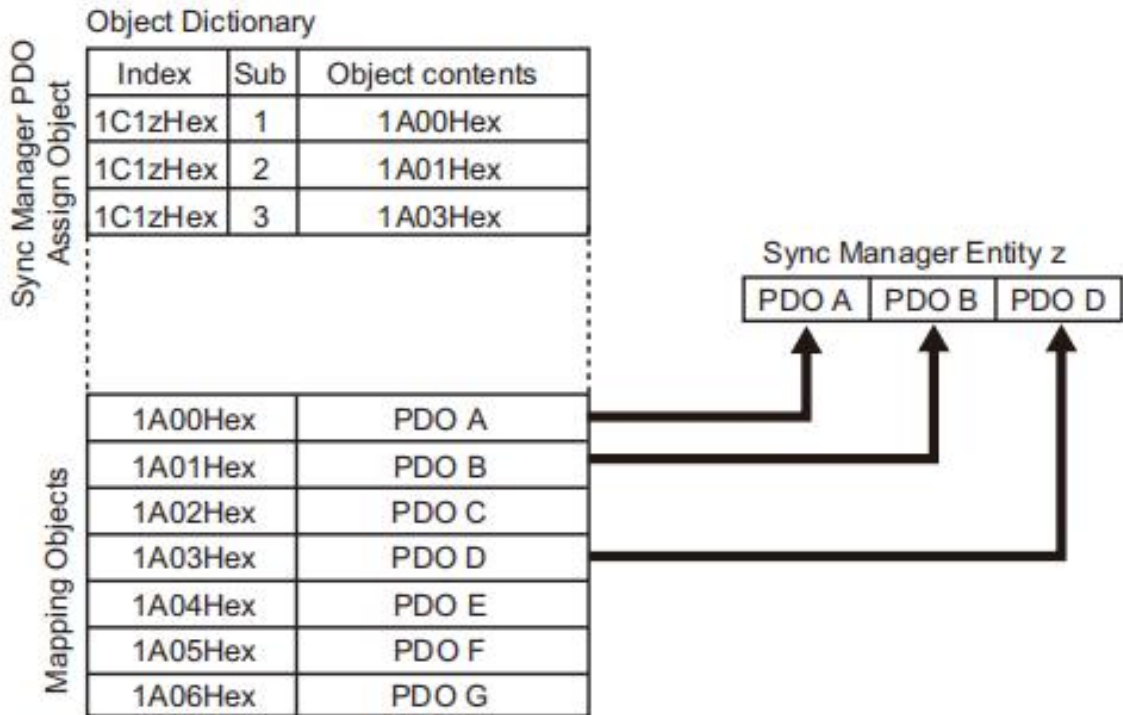 Object Dictionary
Sync Manager PDO
Assign Object
Index Sub Object contents
1C1zHex 1 1A00Hex
1C1zHex 2 1A01Hex
1C1zHex 3 1A03Hex
Sync Manager Entity z
PDO A PDO B PDO D
Mapping Objects
1A00Hex PDO A
1A01Hex PDO B
1A02Hex PDO C
1A03Hex PDO D
1A04Hex PDO E
1A05Hex PDO F
1A06Hex PDO G